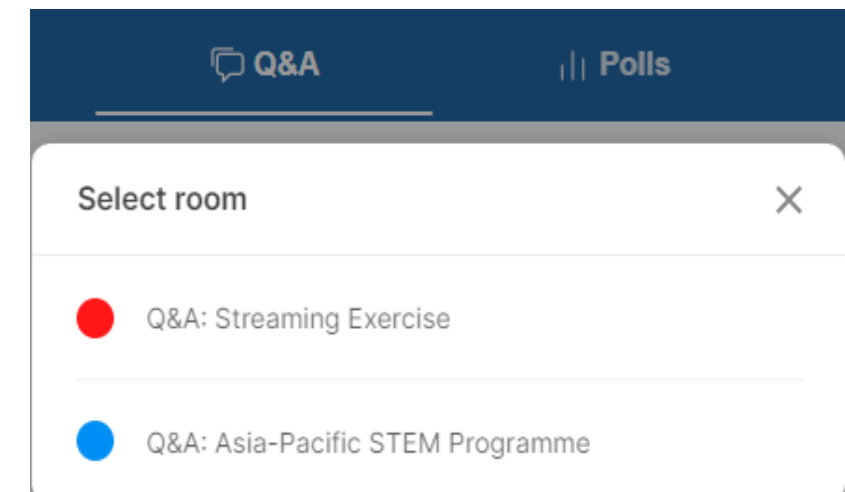 Q&A Polls
Select room
Q&A: Streaming Exercise
Q&A: Asia-Pacific STEM Programme